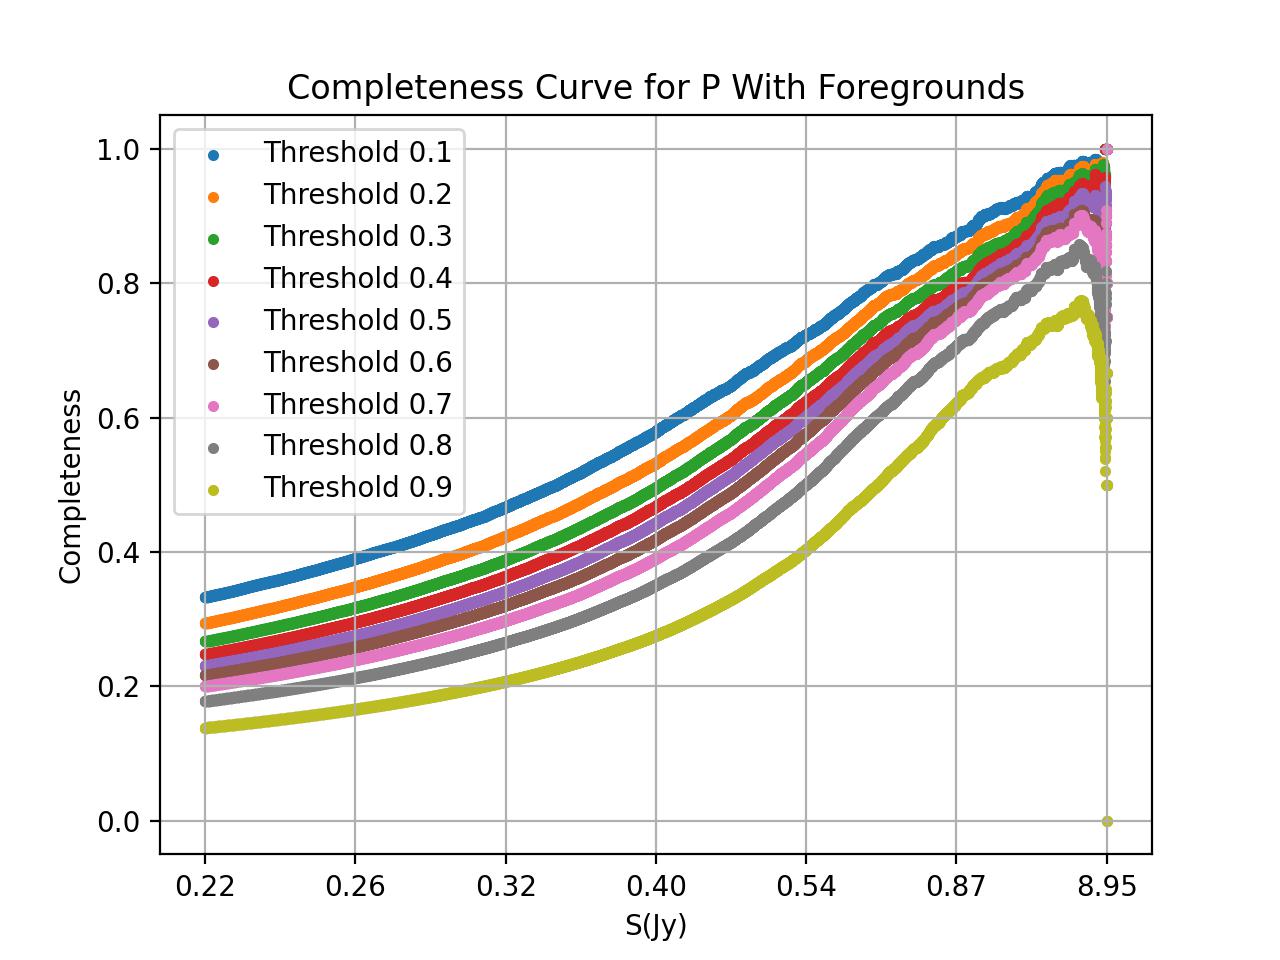 Completeness Curve for P With Foregrounds
1.0
0.8
0.6
0.4
0.2
0.0
Completeness
Threshold 0.1
Threshold 0.2
Threshold 0.3
Threshold 0.4
Threshold 0.5
Threshold 0.6
Threshold 0.7
Threshold 0.8
Threshold 0.9
0.22 0.26 0.32 0.40 0.54 0.87 8.95
S(Jy)